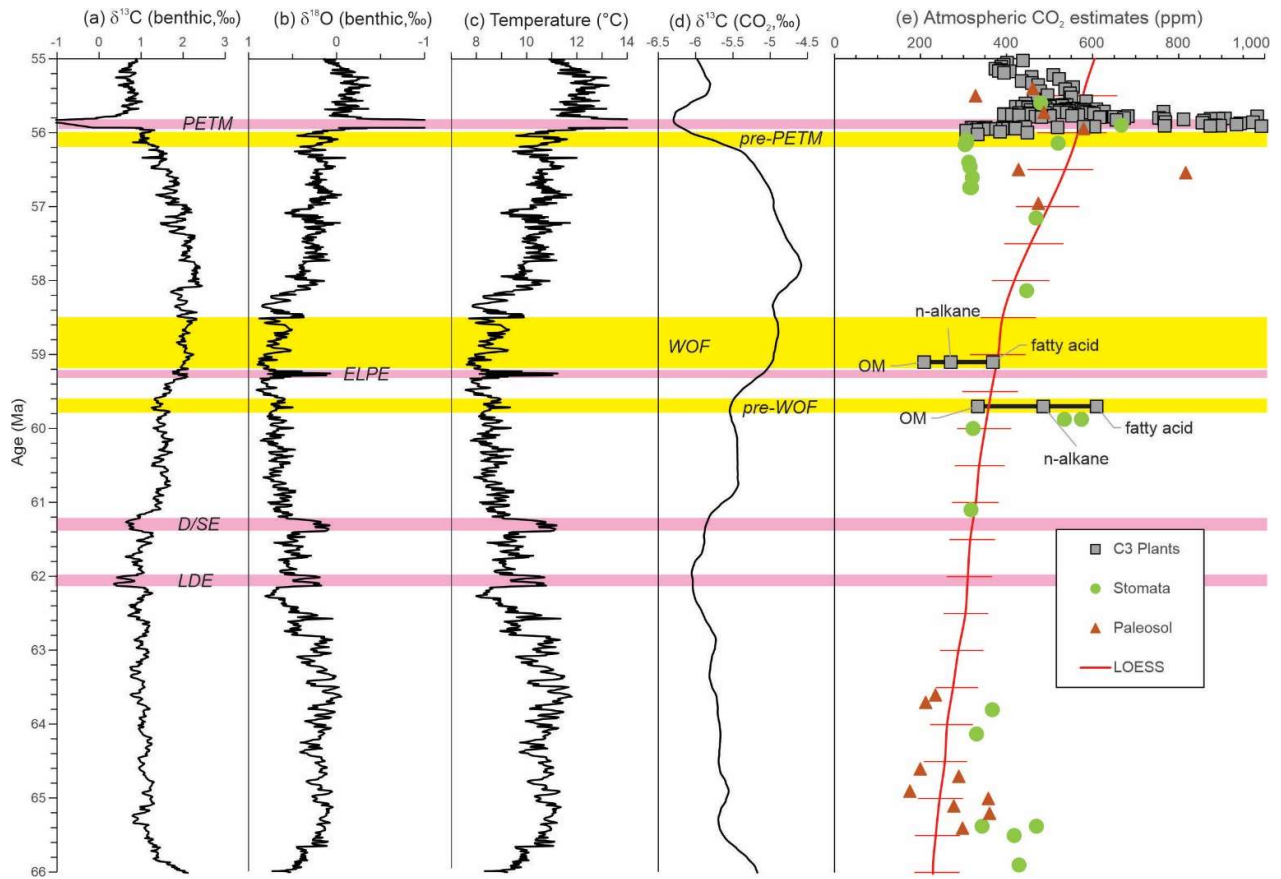 (a) δ¹³C (benthic,‰) (b) δ¹⁸O (benthic,‰) (c) Temperature (°C) d) δ¹³C (CO₂,‰) (e) Atmospheric CO₂ estimates (ppm)
-1 0 1 2 3 1 0 -1 8 10 12 14 -6.5 -6 -5.5 -5 -4.5 200 400 600 800 1,000
55
PETM
56
pre-PETM
57
58
n-alkane
WOF
fatty acid
59
OM
ELPE
pre-WOF
OM
fatty acid
60
n-alkane
Age (Ma)
61
D/SE
C3 Plants
62
LDE
Stomata
Paleosol
63
LOESS
64
65
66